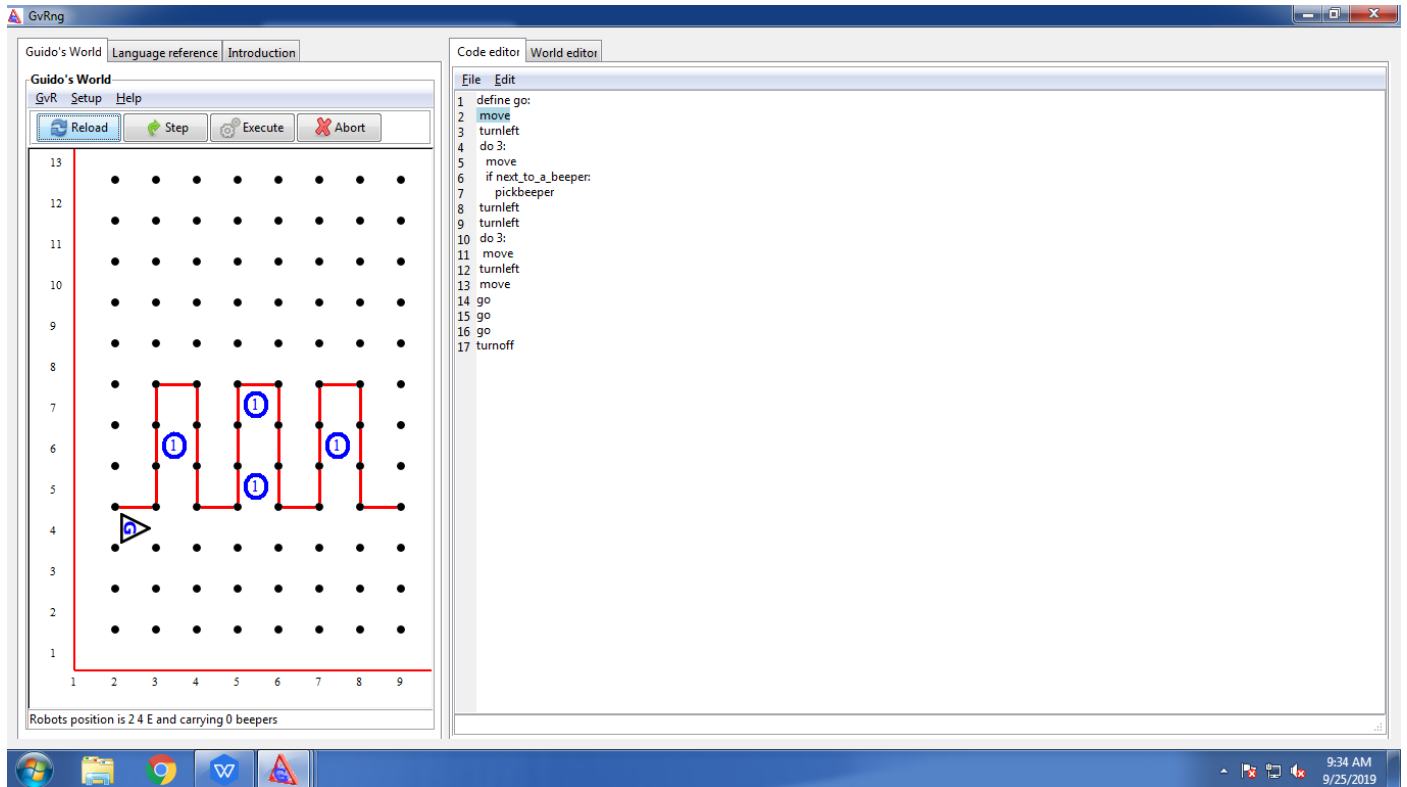 GvRng
Guido's World Language reference Introduction
Guido's World
GvR Setup Help
Reload Step Execute Abort
13
12
11
10
9
8
7
6
5
4
3
2
1
1
1
1
1
G
1 2 3 4 5 6 7 8 9
Robots position is 2 4 E and carrying 0 beepers
Code editor World editor
File Edit
1 define go:
2 move
3 turnleft
4 do 3:
5 move
6 if next_to_a_beeper:
7 pickbeeper
8 turnleft
9 turnleft
10 do 3:
11 move
12 turnleft
13 move
14 go
15 go
16 go
17 turnoff
9:34 AM
9/25/2019